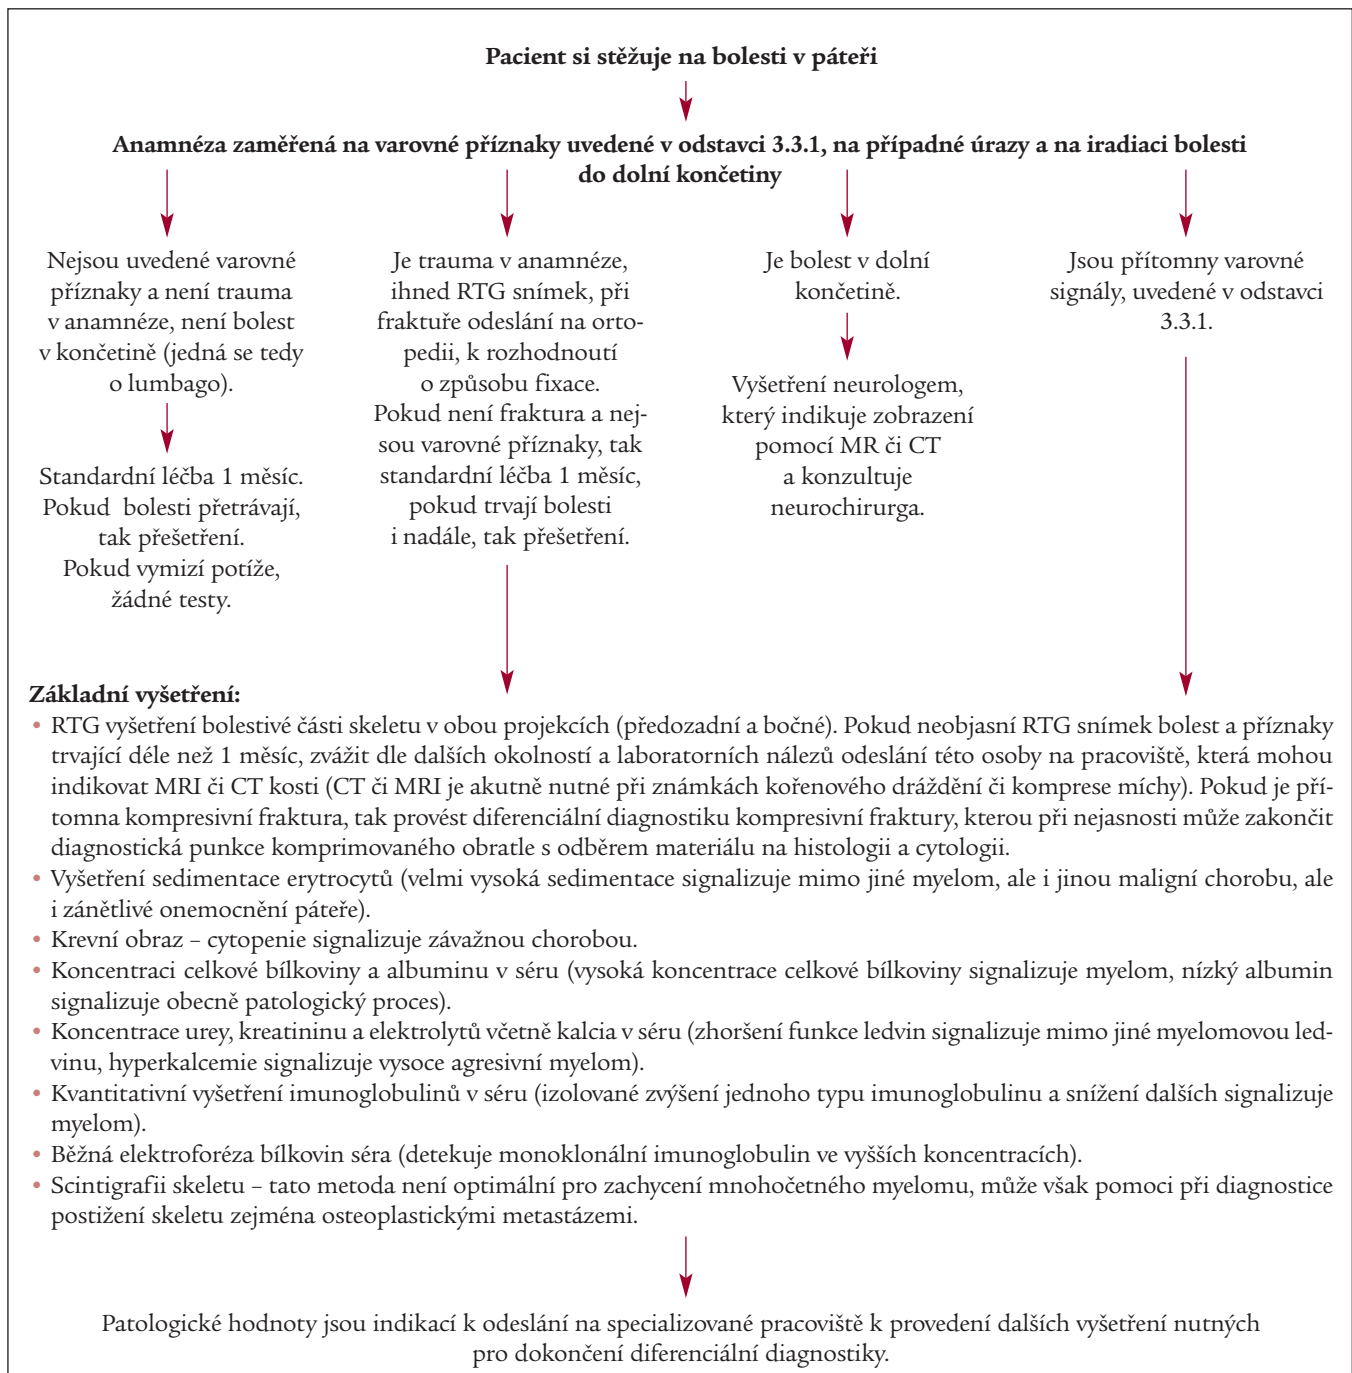 Pacient si stěžuje na bolesti v páteři
Anamnéza zaměřená na varovné příznaky uvedené v odstavci 3.3.1, na případné úrazy a na iradiaci bolesti
do dolní končetiny
Nejsou uvedené varovné
příznaky a není trauma
v anamnéze, není bolest
v končetině (jedná se tedy
o lumbago).
Standardní léčba 1 měsíc.
Pokud bolesti přetrávají,
tak přešetření.
Pokud vymizí potíže,
žádné testy.
Je trauma v anamnéze,
ihned RTG snímek, při
fraktuře odeslání na orto-
pedii, k rozhodnoutí
o způsobu fixace.
Pokud není fraktura a nej-
sou varovné příznaky, tak
standardní léčba 1 měsíc,
pokud trvají bolesti
i nadále, tak přešetření.
Je bolest v dolní
končetině.
Vyšetření neurologem,
který indikuje zobrazení
pomocí MR či CT
a konzultuje
neurochirurga.
Jsou přítomny varovné
signály, uvedené v odstavci
3.3.1.
Základní vyšetření:
• RTG vyšetření bolestivé části skeletu v obou projekcích (předozadní a bočné). Pokud neobjasní RTG snímek bolest a příznaky
trvající déle než 1 měsíc, zvážit dle dalších okolností a laboratorních nálezů odeslání této osoby na pracoviště, která mohou
indikovat MRI či CT kosti (CT či MRI je akutně nutné při známkách kořenového dráždění či komprese míchy). Pokud je pří-
tomna kompresivní fraktura, tak provést diferenciální diagnostiku kompresivní fraktury, kterou při nejasnosti může zakončit
diagnostická punkce komprimovaného obratle s odběrem materiálu na histologii a cytologii.
• Vyšetření sedimentace erytrocytů (velmi vysoká sedimentace signalizuje mimo jiné myelom, ale i jinou maligní chorobu, ale
i zánětlivé onemocnění páteře).
• Krevní obraz – cytopenie signalizuje závažnou chorobou.
• Koncentraci celkové bílkoviny a albuminu v séru (vysoká koncentrace celkové bílkoviny signalizuje myelom, nízký albumin
signalizuje obecně patologický proces).
• Koncentrace urey, kreatininu a elektrolytů včetně kalcia v séru (zhoršení funkce ledvin signalizuje mimo jiné myelomovou led-
vinu, hyperkalcemie signalizuje vysoce agresivní myelom).
• Kvantitativní vyšetření imunoglobulinů v séru (izolované zvýšení jednoho typu imunoglobulinu a snížení dalších signalizuje
myelom).
• Běžná elektroforéza bílkovin séra (detekuje monoklonální imunoglobulin ve vyšších koncentracích).
• Scintigrafii skeletu – tato metoda není optimální pro zachycení mnohočetného myelomu, může však pomoci při diagnostice
postižení skeletu zejména osteoplastickými metastázemi.
Patologické hodnoty jsou indikací k odeslání na specializované pracoviště k provedení dalších vyšetření nutných
pro dokončení diferenciální diagnostiky.